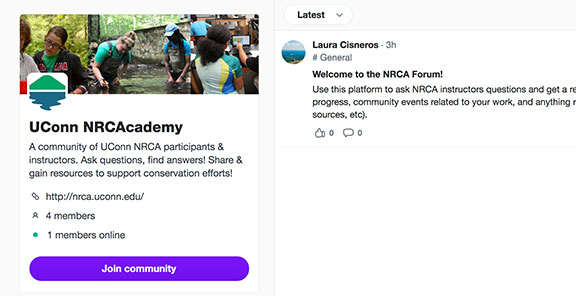 UConn NRCAcademy
A community of UConn NRCA participants &
instructors. Ask questions, find answers! Share &
gain resources to support conservation efforts!
http://nrca.uconn.edu/
4 members
1 members online
Join community
Latest
Laura Cisneros · 3h
# General
Welcome to the NRCA Forum!
Use this platform to ask NRCA instructors questions and get a re
progress, community events related to your work, and anything
sources, etc).
0 0